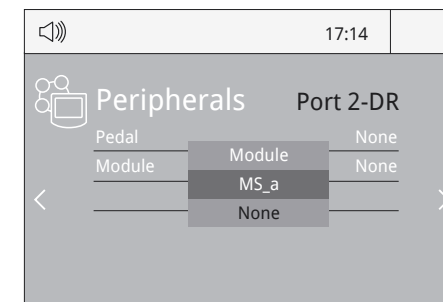 17:14
Peripherals Port 2-DR
Pedal None
Module None
Module
MS_a
None